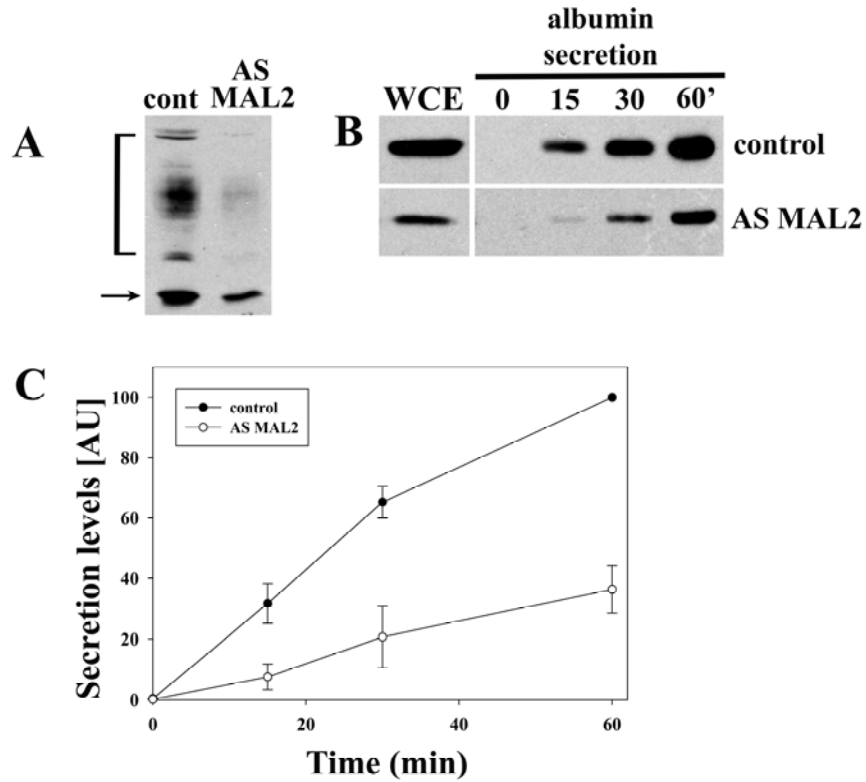 A
cont
AS
MAL2
B
albumin
secretion
WCE 0 15 30 60'
control
AS MAL2
C
Secretion levels [AU]
100
80
60
40
20
0
control
AS MAL2
0 20 40 60
Time (min)